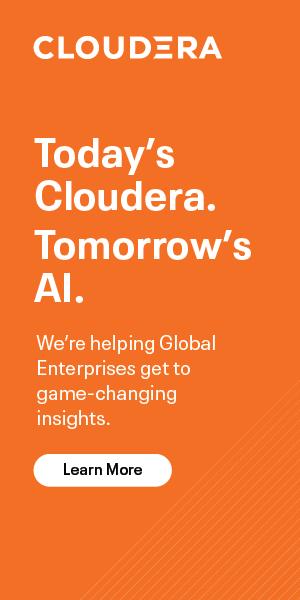 CLOUDERA
Today’s
Cloudera.
Tomorrow’s
AI.
We’re helping Global
Enterprises get to
game-changing
insights.
Learn More